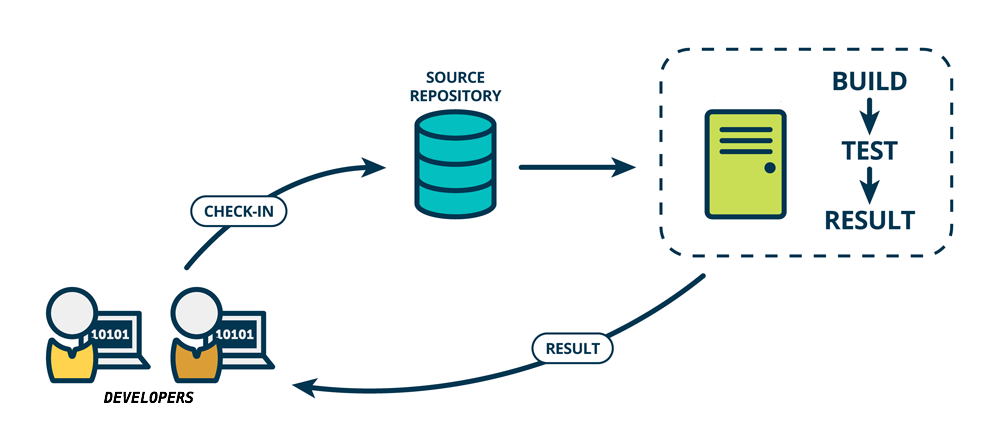 SOURCE
REPOSITORY
BUILD
TEST
RESULT
CHECK-IN
10101
10101
RESULT
DEVELOPERS